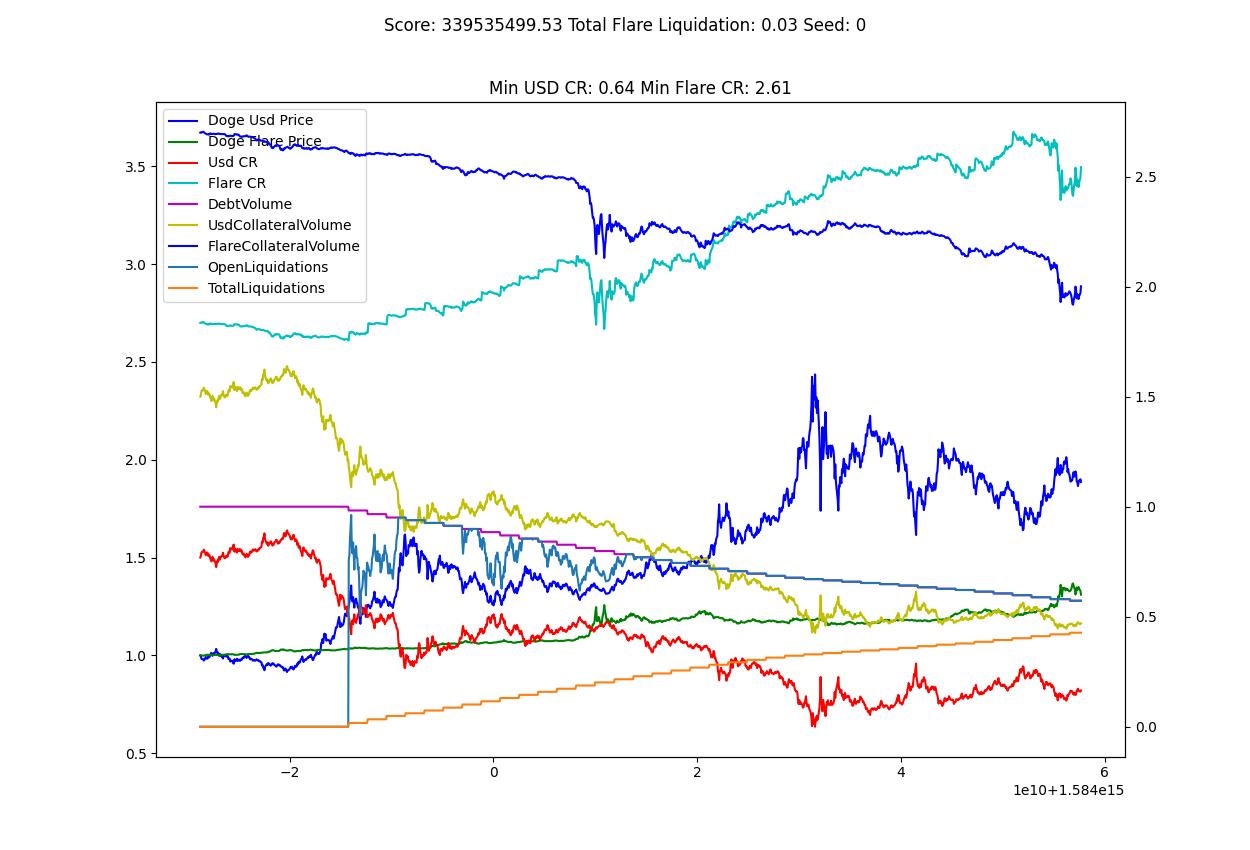 Score: 339535499.53 Total Flare Liquidation: 0.03 Seed: 0
Min USD CR: 0.64 Min Flare CR: 2.61
Doge Usd Price
Doge Flare Price
Usd CR
Flare CR
DebtVolume
UsdCollateralVolume
FlareCollateralVolume
OpenLiquidations
TotalLiquidations
3.5
3.0
2.5
2.0
1.5
1.0
0.5
2.5
2.0
1.5
1.0
0.5
0.0
−2
0
2
4
6
1e10+1.584e15